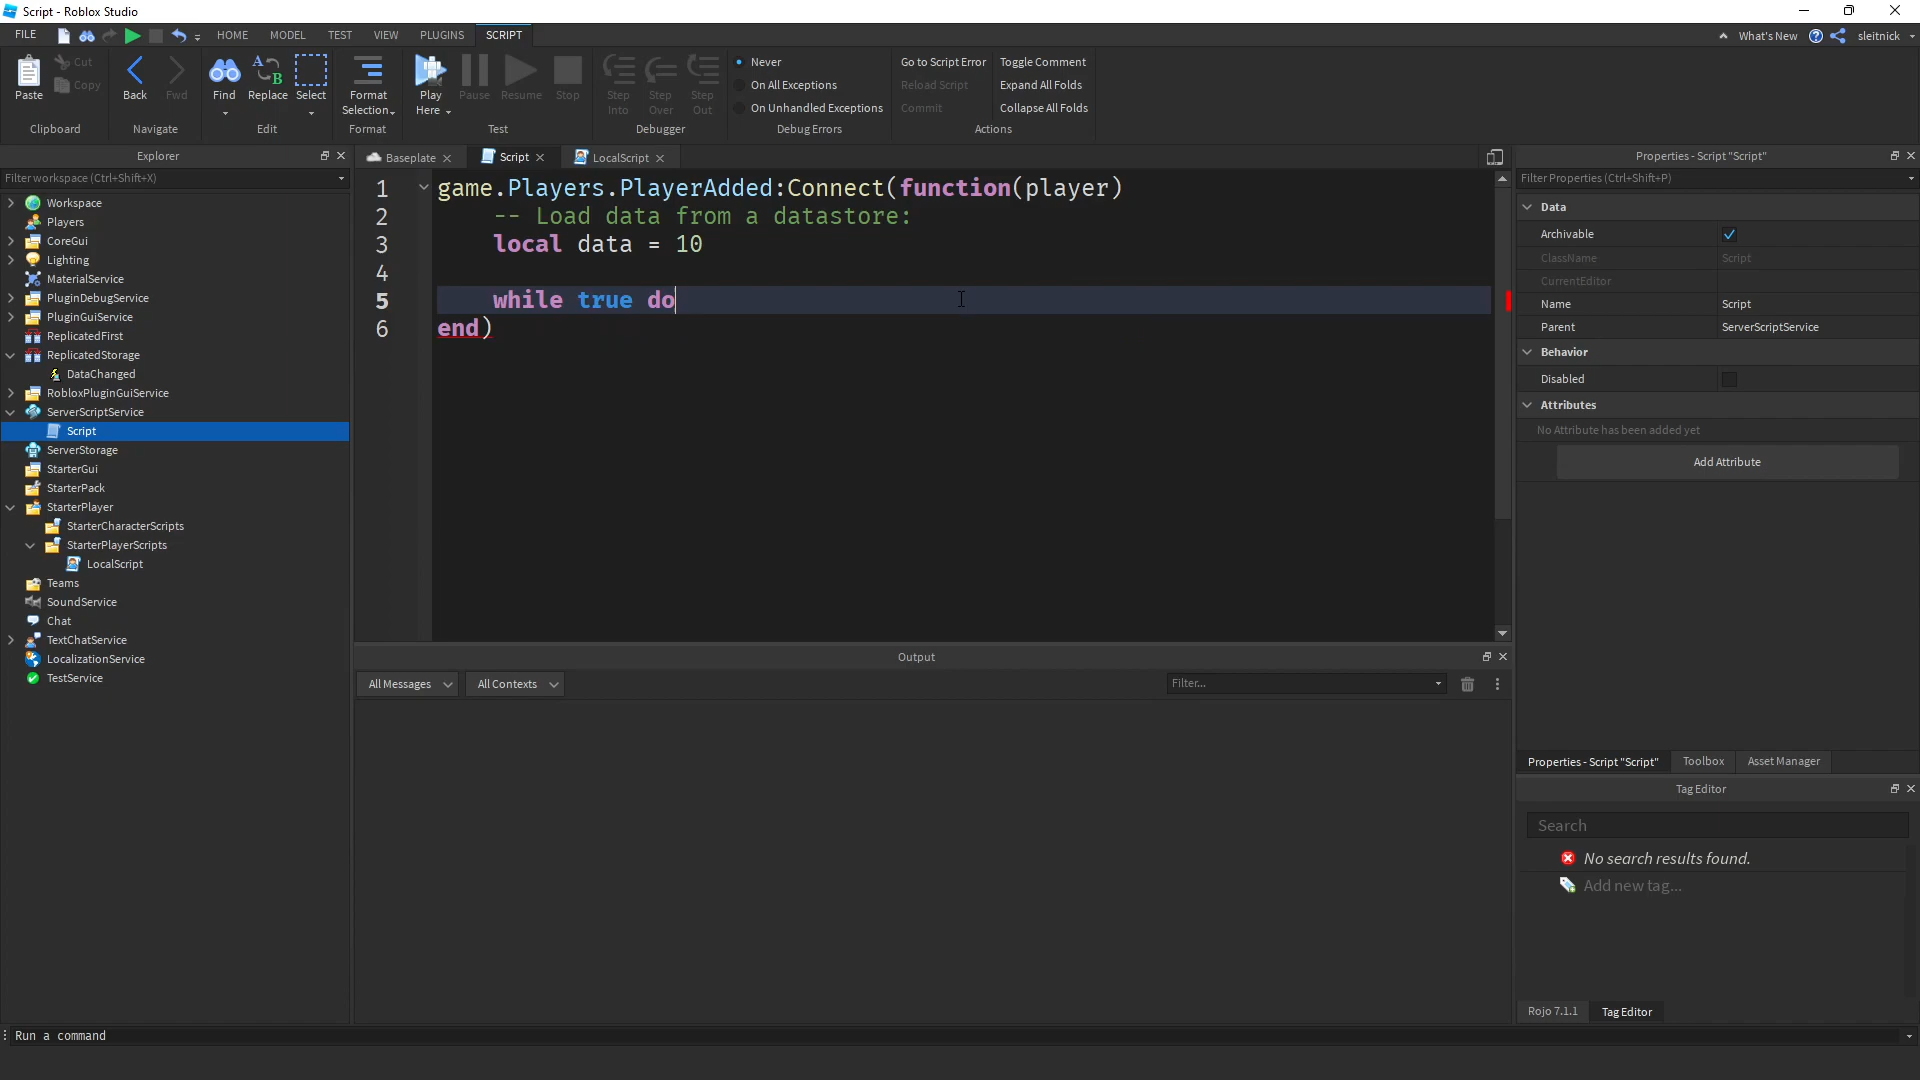 Script - Roblox Studio
FILE
HOME
MODEL
TEST
VIEW
PLUGINS
SCRIPT
What's New
sleitnick
Paste
Cut
Copy
Clipboard
Back
Fwd
Navigate
Find
Replace
Select
Edit
Format
Selection
Format
Play
Here
Pause
Resume
Stop
Test
Step
Into
Step
Over
Step
Out
Debugger
Never
On All Exceptions
On Unhandled Exceptions
Debug Errors
Go to Script Error
Reload Script
Commit
Toggle Comment
Expand All Folds
Collapse All Folds
Actions
Explorer
Filter workspace (Ctrl+Shift+X)
Workspace
Players
CoreGui
Lighting
MaterialService
PluginDebugService
PluginGuiService
ReplicatedFirst
ReplicatedStorage
DataChanged
RobloxPluginGuiService
ServerScriptService
Script
ServerStorage
StarterGui
StarterPack
StarterPlayer
StarterCharacterScripts
StarterPlayerScripts
LocalScript
Teams
SoundService
Chat
TextChatService
LocalizationService
TestService
Baseplate
Script
LocalScript
1 game.Players.PlayerAdded:Connect(function(player)
2 -- Load data from a datastore:
3 local data = 10
4
5 while true do
6 end)
Output
All Messages
All Contexts
Filter...
Properties - Script "Script"
Filter Properties (Ctrl+Shift+P)
Data
Archivable
ClassName Script
CurrentEditor
Name Script
Parent ServerScriptService
Behavior
Disabled
Attributes
No Attribute has been added yet
Add Attribute
Properties - Script "Script"
Toolbox
Asset Manager
Tag Editor
Search
No search results found.
Add new tag...
Rojo 7.1.1
Tag Editor
Run a command